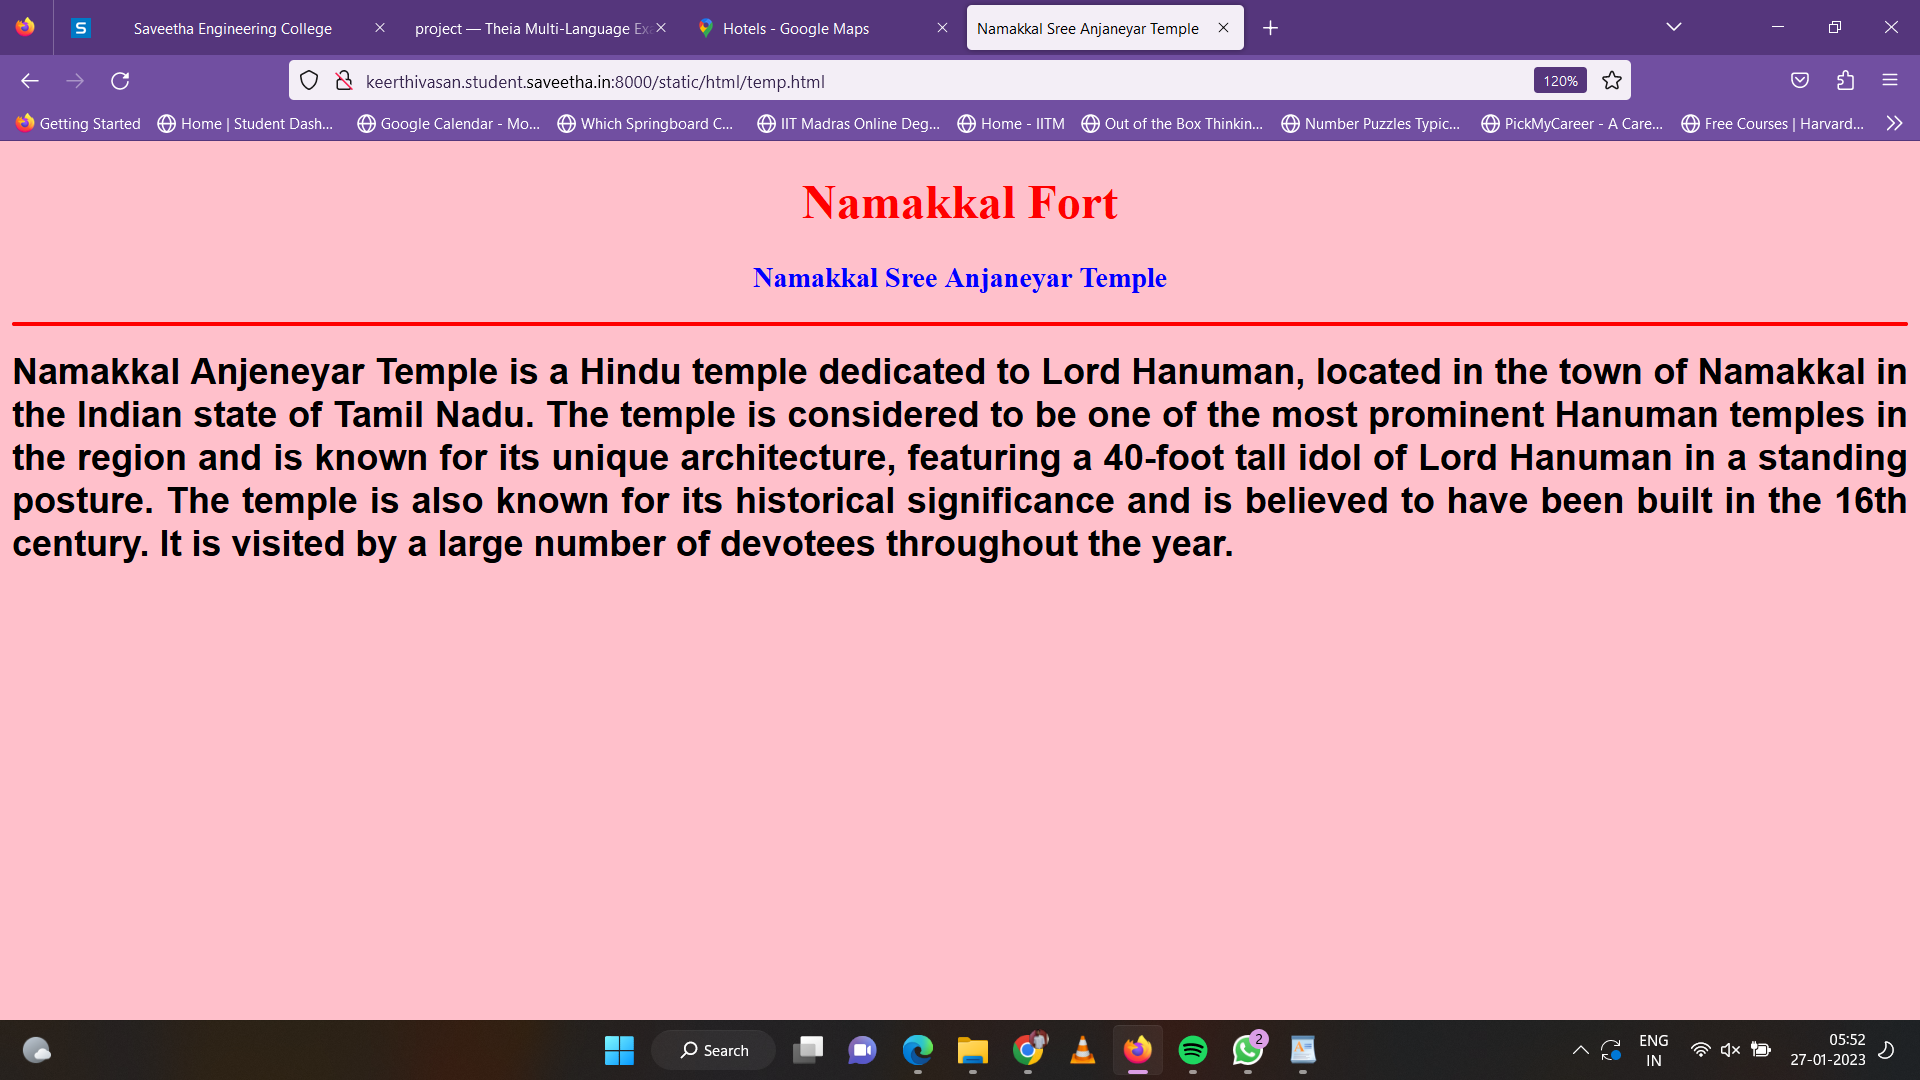 Saveetha Engineering College
project — Theia Multi-Language Ex
Hotels - Google Maps
Namakkal Sree Anjaneyar Temple
keerthivasan.student.saveetha.in:8000/static/html/temp.html
120%
Getting Started
Home | Student Dash...
Google Calendar - Mo...
Which Springboard C...
IIT Madras Online Deg...
Home - IITM
Out of the Box Thinkin...
Number Puzzles Typic...
PickMyCareer - A Care...
Free Courses | Harvard...
Namakkal Fort
Namakkal Sree Anjaneyar Temple
Namakkal Anjeneyar Temple is a Hindu temple dedicated to Lord Hanuman, located in the town of Namakkal in
the Indian state of Tamil Nadu. The temple is considered to be one of the most prominent Hanuman temples in
the region and is known for its unique architecture, featuring a 40-foot tall idol of Lord Hanuman in a standing
posture. The temple is also known for its historical significance and is believed to have been built in the 16th
century. It is visited by a large number of devotees throughout the year.
Search
2
ENG
IN
05:52
27-01-2023